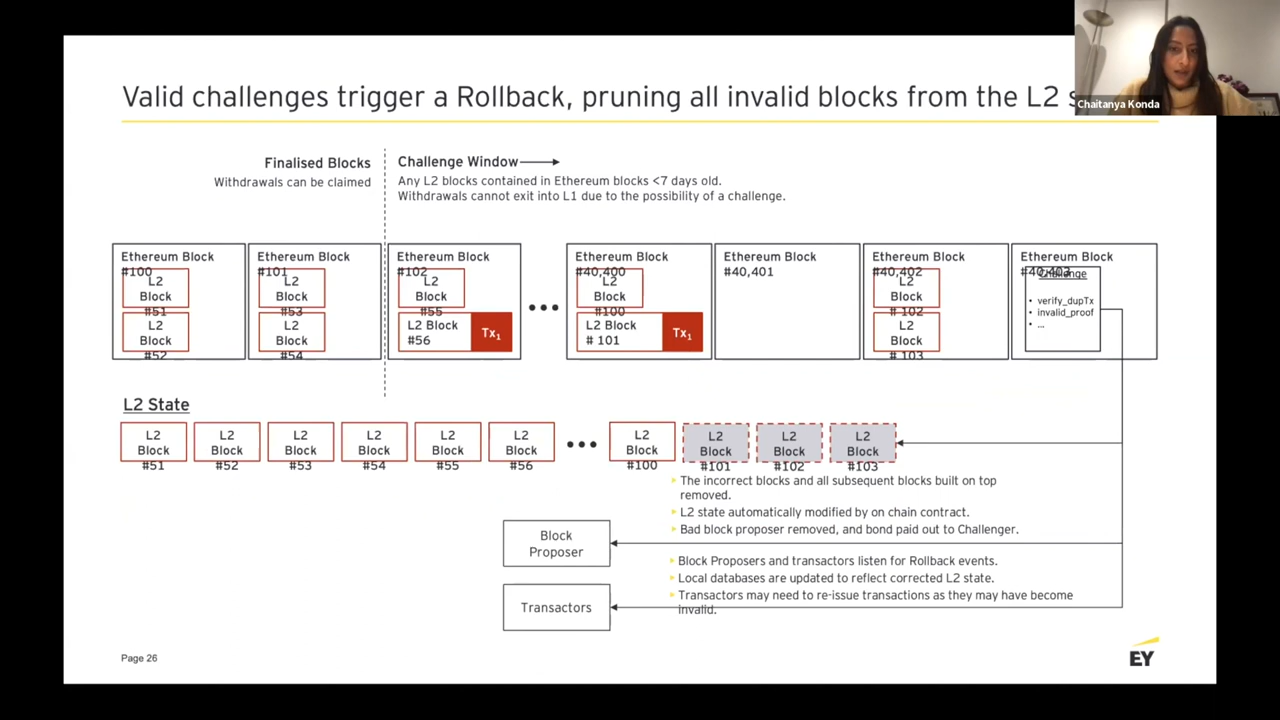 Valid challenges trigger a Rollback, pruning all invalid blocks from the L2
Chaitanya Konda
Finalised Blocks
Withdrawals can be claimed
Challenge Window
Any L2 blocks contained in Ethereum blocks <7 days old.
Withdrawals cannot exit into L1 due to the possibility of a challenge.
Ethereum Block
#100
L2
Block
#51
L2
Block
#52
Ethereum Block
#101
L2
Block
#53
L2
Block
#54
Ethereum Block
#102
L2
Block
#55
L2 Block
#56
Tx1
Ethereum Block
#40,400
L2
Block
#100
L2 Block
# 101
Tx1
Ethereum Block
#40,401
Ethereum Block
#40,402
L2
Block
# 102
L2
Block
# 103
Ethereum Block
#40,403
Challenge
• verify_dupTx
• invalid_proof
• ...
L2 State
L2
Block
#51
L2
Block
#52
L2
Block
#53
L2
Block
#54
L2
Block
#55
L2
Block
#56
L2
Block
#100
L2
Block
#101
L2
Block
#102
L2
Block
#103
The incorrect blocks and all subsequent blocks built on top
removed.
L2 state automatically modified by on chain contract.
Bad block proposer removed, and bond paid out to Challenger.
Block
Proposer
Block Proposers and transactors listen for Rollback events.
Local databases are updated to reflect corrected L2 state.
Transactors may need to re-issue transactions as they may have become
invalid.
Transactors
Page 26
EY